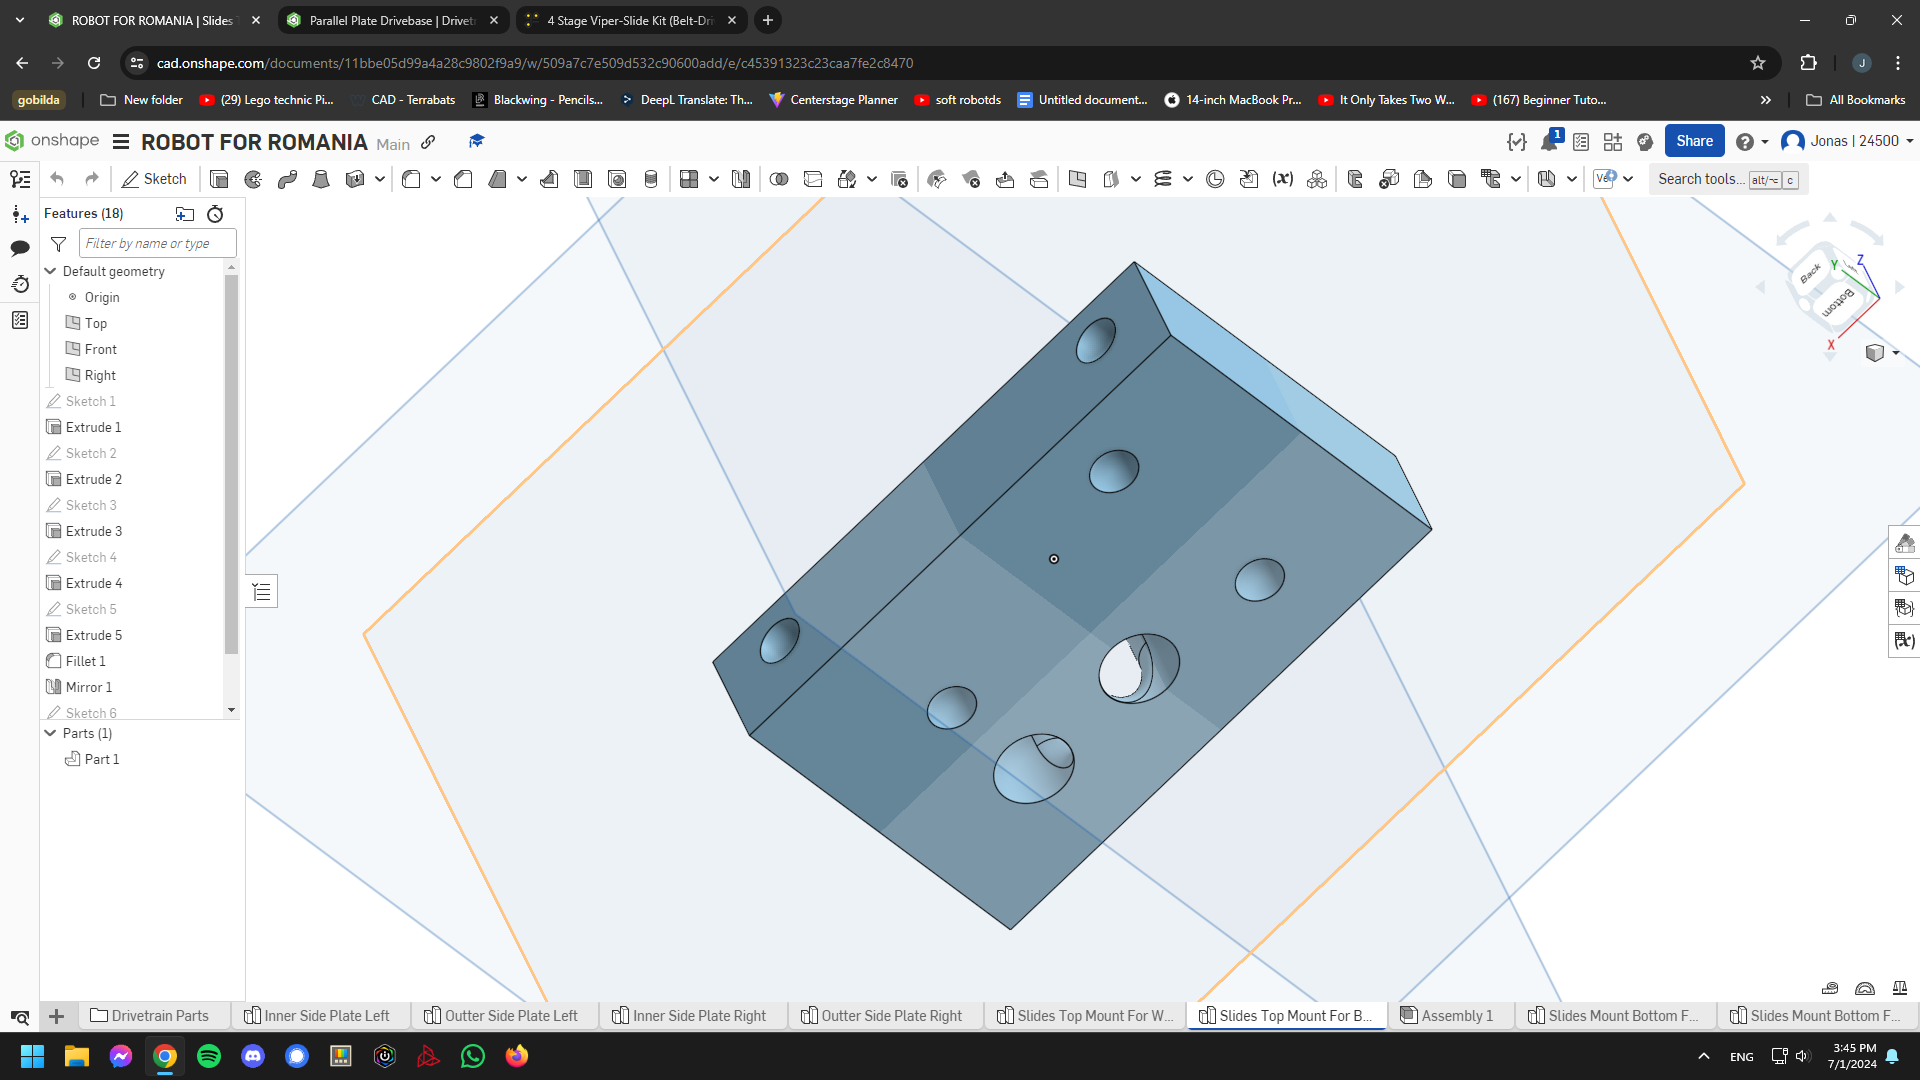 ROBOT FOR ROMANIA | Slides
Parallel Plate Drivebase | Drivet
4 Stage Viper-Slide Kit (Belt-Dri
cad.onshape.com/documents/11bbe05d99a4a28c9802f9a9/w/509a7c7e509d532c90600add/e/c45391323c23caa7fe2c8470
J
gobilda
New folder
(29) Lego technic Pi...
CAD - Terrabats
Blackwing - Pencils...
DeepL Translate: Th...
Centerstage Planner
soft robotds
Untitled document...
14-inch MacBook Pr...
It Only Takes Two W...
(167) Beginner Tuto...
All Bookmarks
onshape
ROBOT FOR ROMANIA Main
1
Share
Jonas | 24500
Sketch
Search tools... alt/⌥ c
Features (18)
Filter by name or type
Default geometry
Origin
Top
Front
Right
Sketch 1
Extrude 1
Sketch 2
Extrude 2
Sketch 3
Extrude 3
Sketch 4
Extrude 4
Sketch 5
Extrude 5
Fillet 1
Mirror 1
Sketch 6
Parts (1)
Part 1
Back
Bottom
X
Y
Z
Drivetrain Parts
Inner Side Plate Left
Outter Side Plate Left
Inner Side Plate Right
Outter Side Plate Right
Slides Top Mount For W...
Slides Top Mount For B...
Assembly 1
Slides Mount Bottom F...
Slides Mount Bottom F...
ENG
3:45 PM
7/1/2024